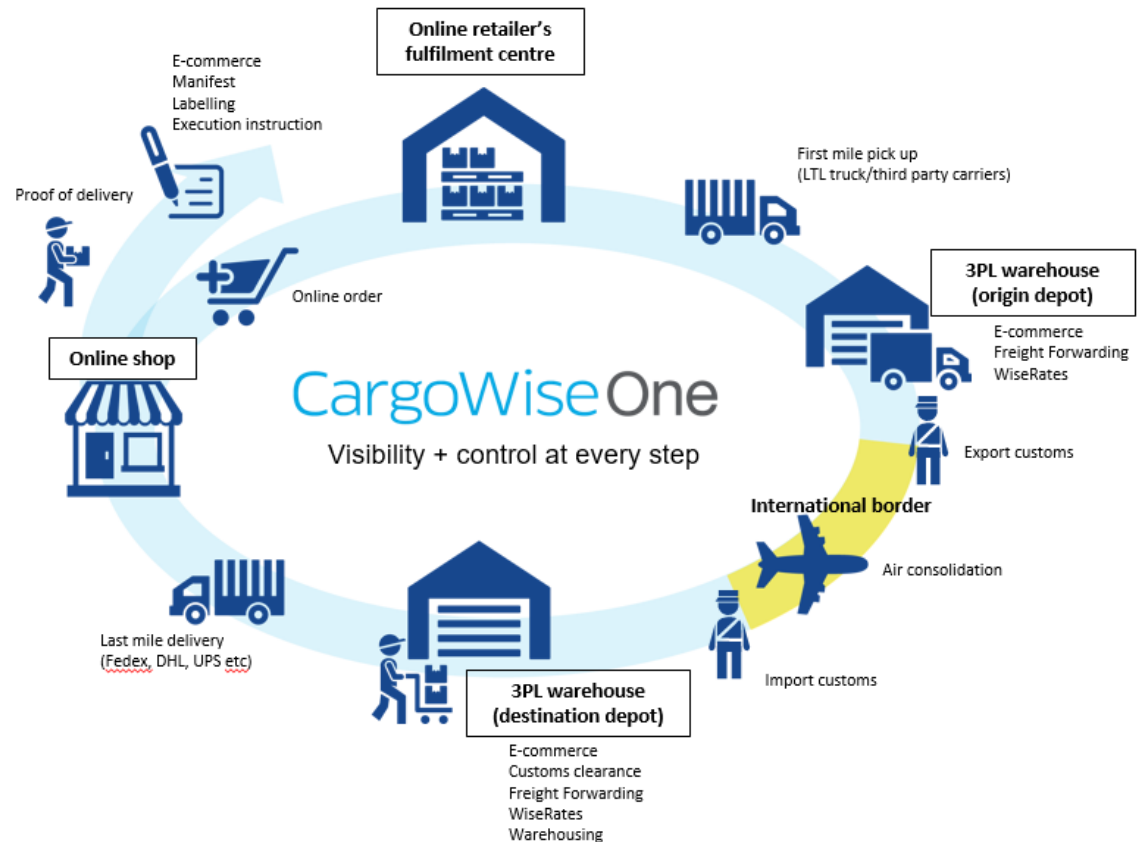 Online retailer's
fulfilment centre
E-commerce
Manifest
Labelling
Execution instruction
First mile pick up
(LTL truck/third party carriers)
Proof of delivery
3PL warehouse
(origin depot)
Online order
E-commerce
Freight Forwarding
WiseRates
Online shop
CargoWise One
Visibility + control at every step
Export customs
International border
Air consolidation
Last mile delivery
(Fedex, DHL, UPS etc)
Import customs
3PL warehouse
(destination depot)
E-commerce
Customs clearance
Freight Forwarding
WiseRates
Warehousing